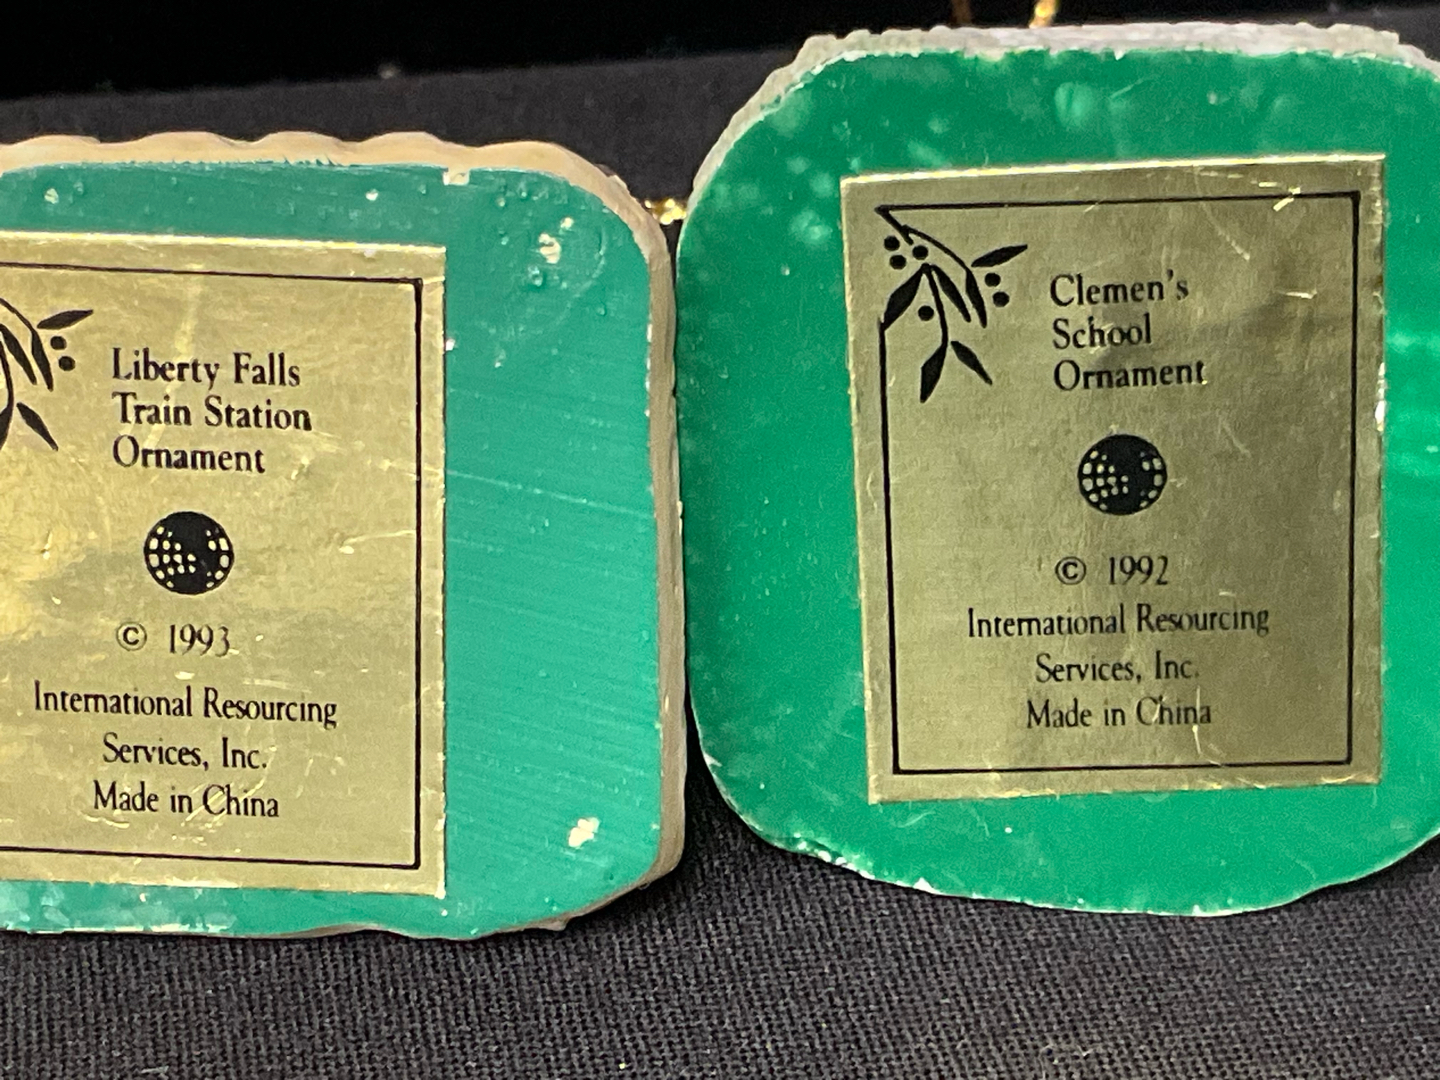 Liberty Falls
Train Station
Ornament
© 1993
International Resourcing
Services, Inc.
Made in China
Clemen's
School
Ornament
© 1992
International Resourcing
Services, Inc.
Made in China